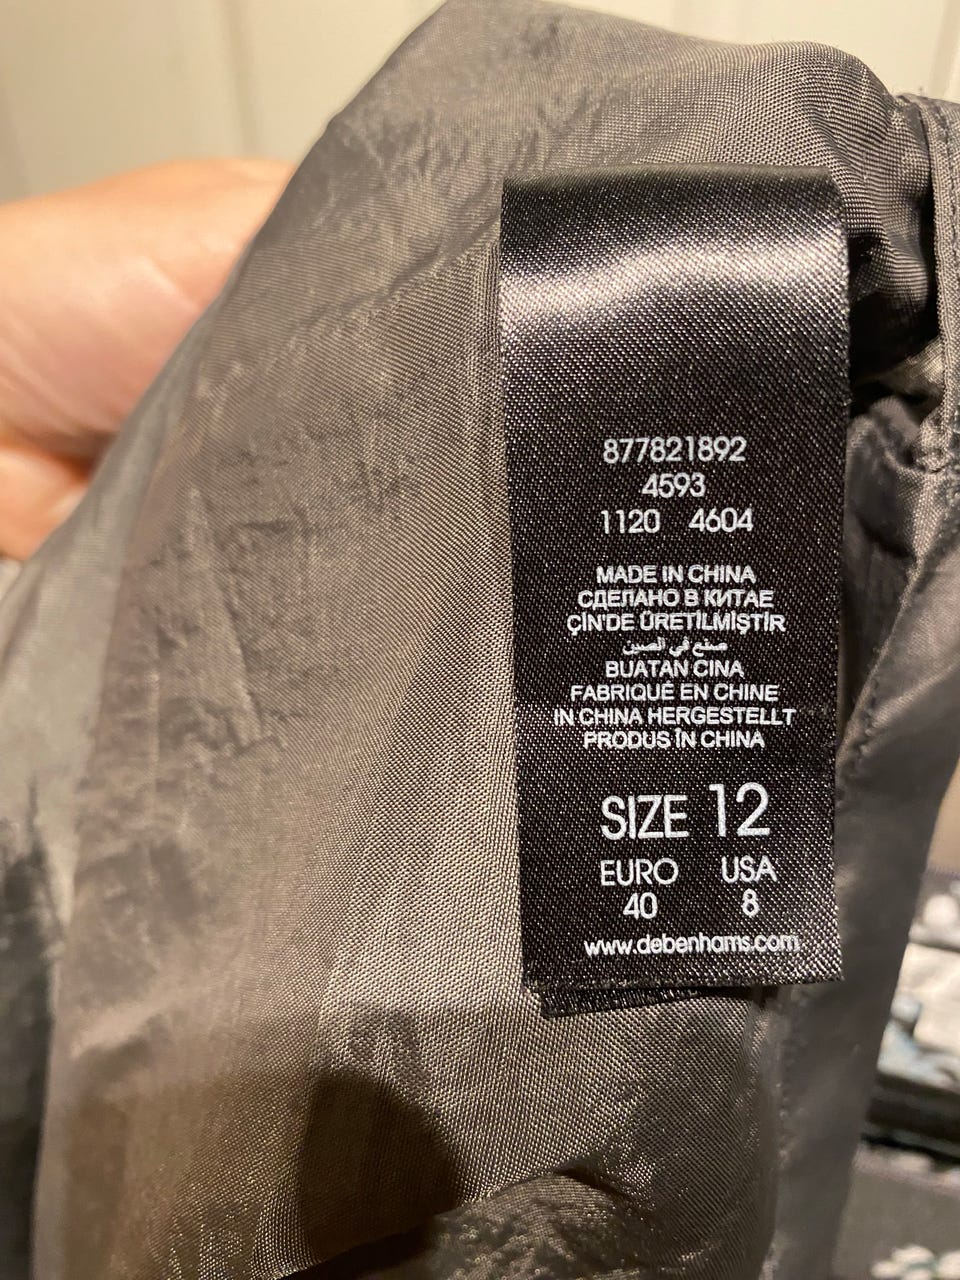 877821892
4593
1120 4604
MADE IN CHINA
СДЕЛАНО В КИТАЕ
ÇİN'DE ÜRETİLMİŞTİR
صنع في الصين
BUATAN CINA
FABRIQUÉ EN CHINE
IN CHINA HERGESTELLT
PRODUS ÎN CHINA
SIZE 12
EURO USA
40 8
www.debenhams.com